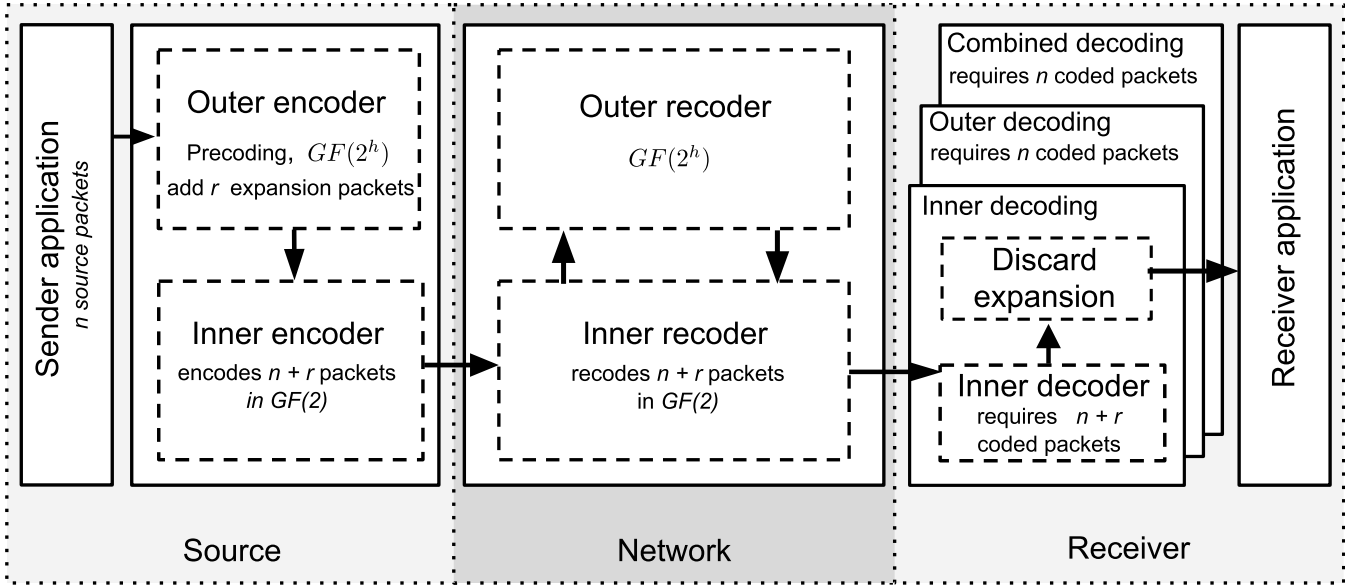 Sender application
n source packets
Outer encoder
Precoding, GF(2^h)
add r expansion packets
Inner encoder
encodes n + r packets
in GF(2)
Source
Outer recoder
GF(2^h)
Inner recoder
recodes n + r packets
in GF(2)
Network
Combined decoding
requires n coded packets
Outer decoding
requires n coded packets
Inner decoding
Discard
expansion
Inner decoder
requires n + r
coded packets
Receiver application
Receiver